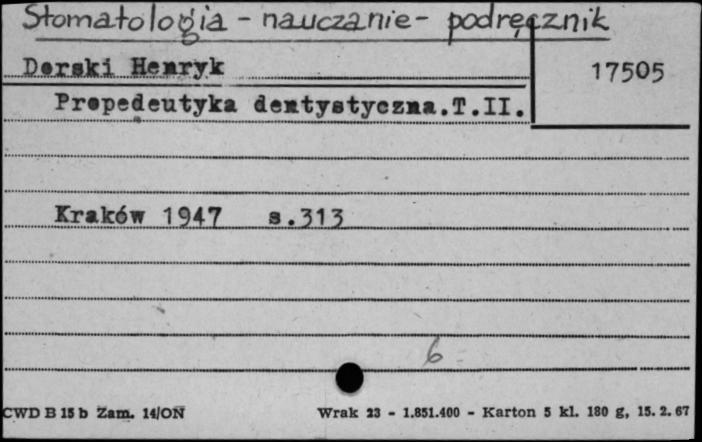 Stomatologia - nauczanie - podręcznik
Dorski Henryk
17505
Propedeutyka dentystyczna.T.II.
Kraków 1947 s.313
6
CWD B 15 b Zam. 14/ON
Wrak 23 - 1.851.400 - Karton 5 kl. 180 g, 15. 2. 67